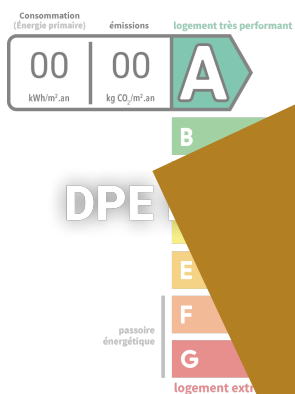 Consommation
(Énergie primaire)
émissions
logement très performant
00
00
A
kWh/m².an
kg CO₂/m².an
B
DPE
E
F
passoire
énergétique
G
logement